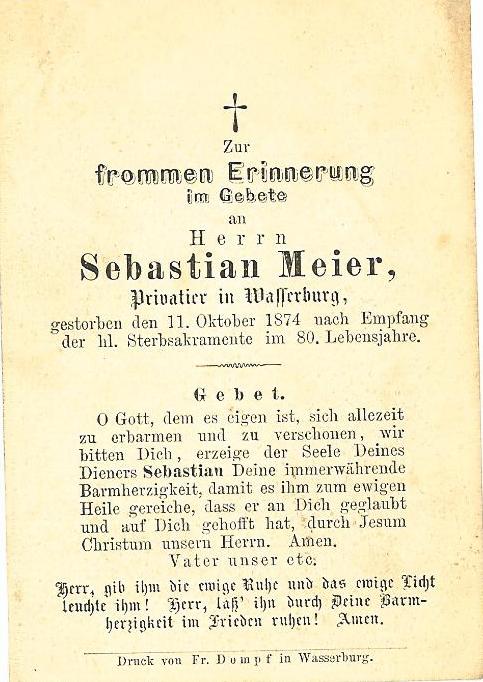 Zur
frommen Erinnerung
im Gebete
an
Herrn
Sebastian Meier,
Privatier in Wasserburg,
gestorben den 11. Oktober 1874 nach Empfang
der hl. Sterbsakramente im 80. Lebensjahre.
Gebet.
O Gott, dem es eigen ist, sich allezeit
zu erbarmen und zu verschonen, wir
bitten Dich, erzeige der Seele Deines
Dieners Sebastian Deine immerwährende
Barmherzigkeit, damit es ihm zum ewigen
Heile gereiche, dass er an Dich geglaubt
und auf Dich gehofft hat, durch Jesum
Christum unsern Herrn. Amen.
Vater unser etc.
Herr, gib ihm die ewige Ruhe und das ewige Licht
leuchte ihm! Herr, laß' ihn durch Deine Barm-
herzigkeit im Frieden ruhen! Amen.
Druck von Fr. Dempf in Wasserburg.